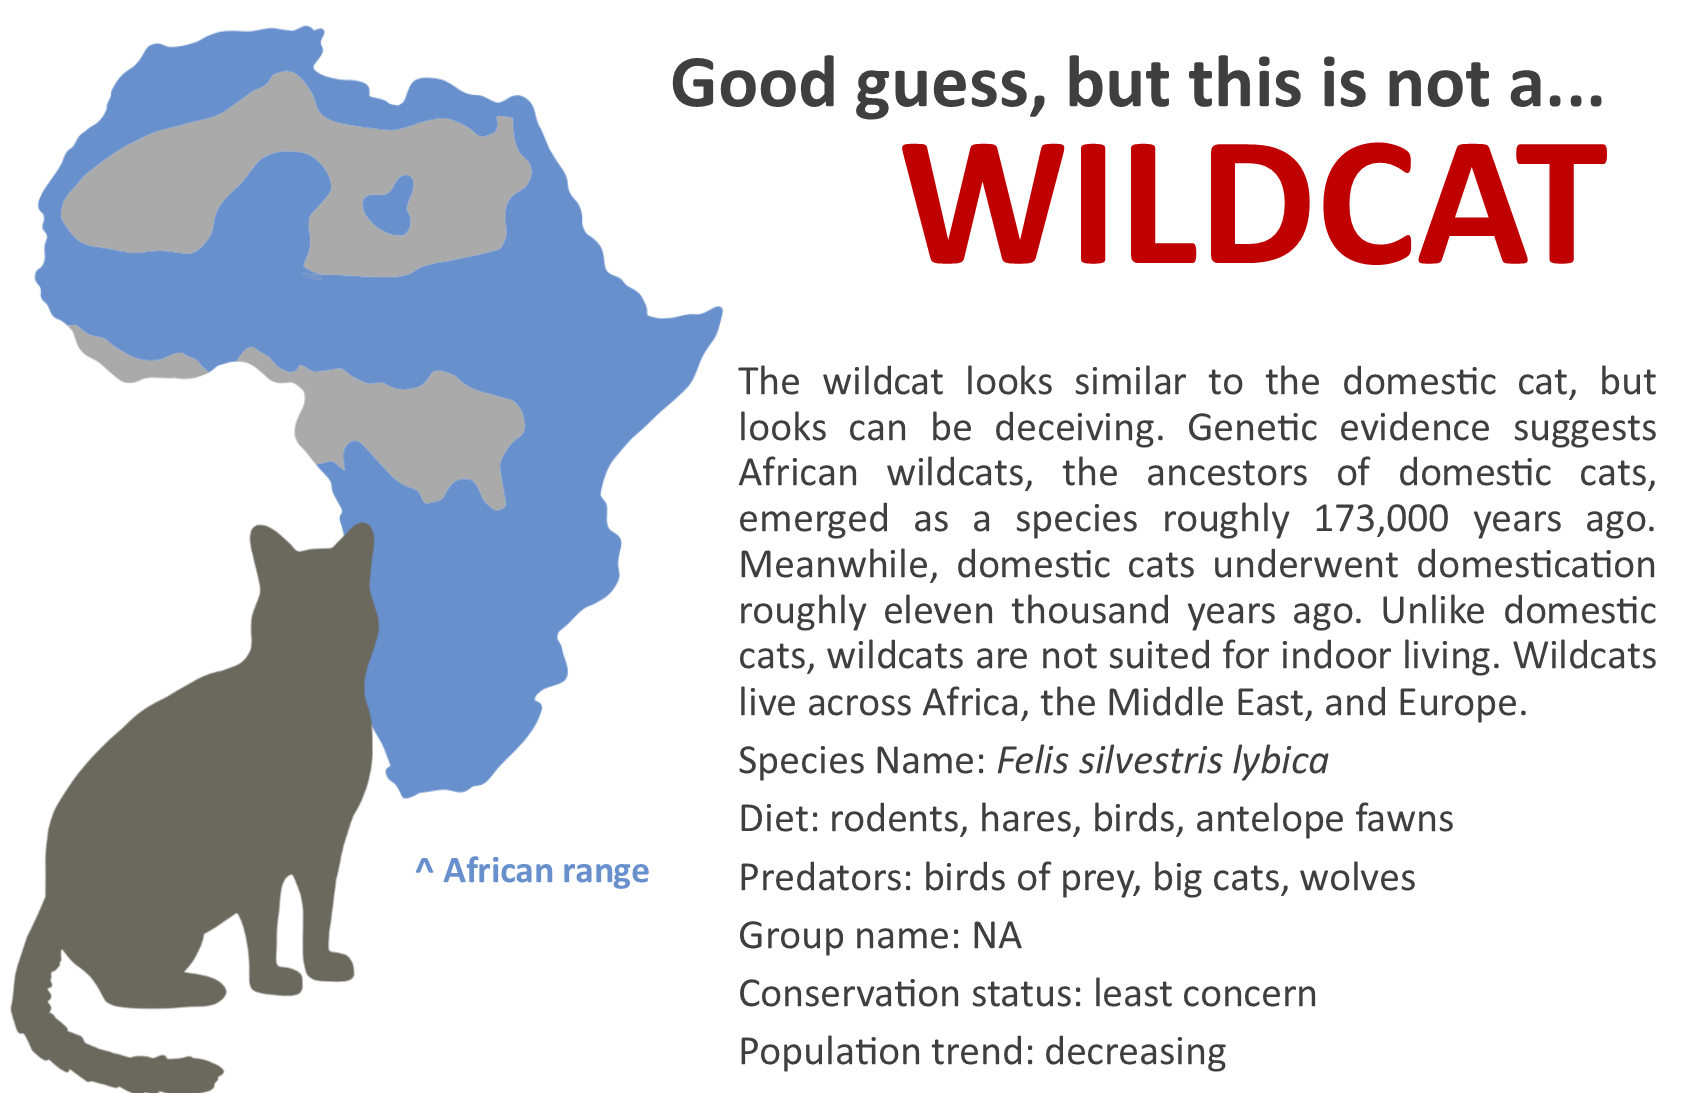 Good guess, but this is not a...
WILDCAT
The wildcat looks similar to the domestic cat, but
looks can be deceiving. Genetic evidence suggests
African wildcats, the ancestors of domestic cats,
emerged as a species roughly 173,000 years ago.
Meanwhile, domestic cats underwent domestication
roughly eleven thousand years ago. Unlike domestic
cats, wildcats are not suited for indoor living. Wildcats
live across Africa, the Middle East, and Europe.
Species Name: Felis silvestris lybica
Diet: rodents, hares, birds, antelope fawns
Predators: birds of prey, big cats, wolves
Group name: NA
Conservation status: least concern
Population trend: decreasing
^ African range